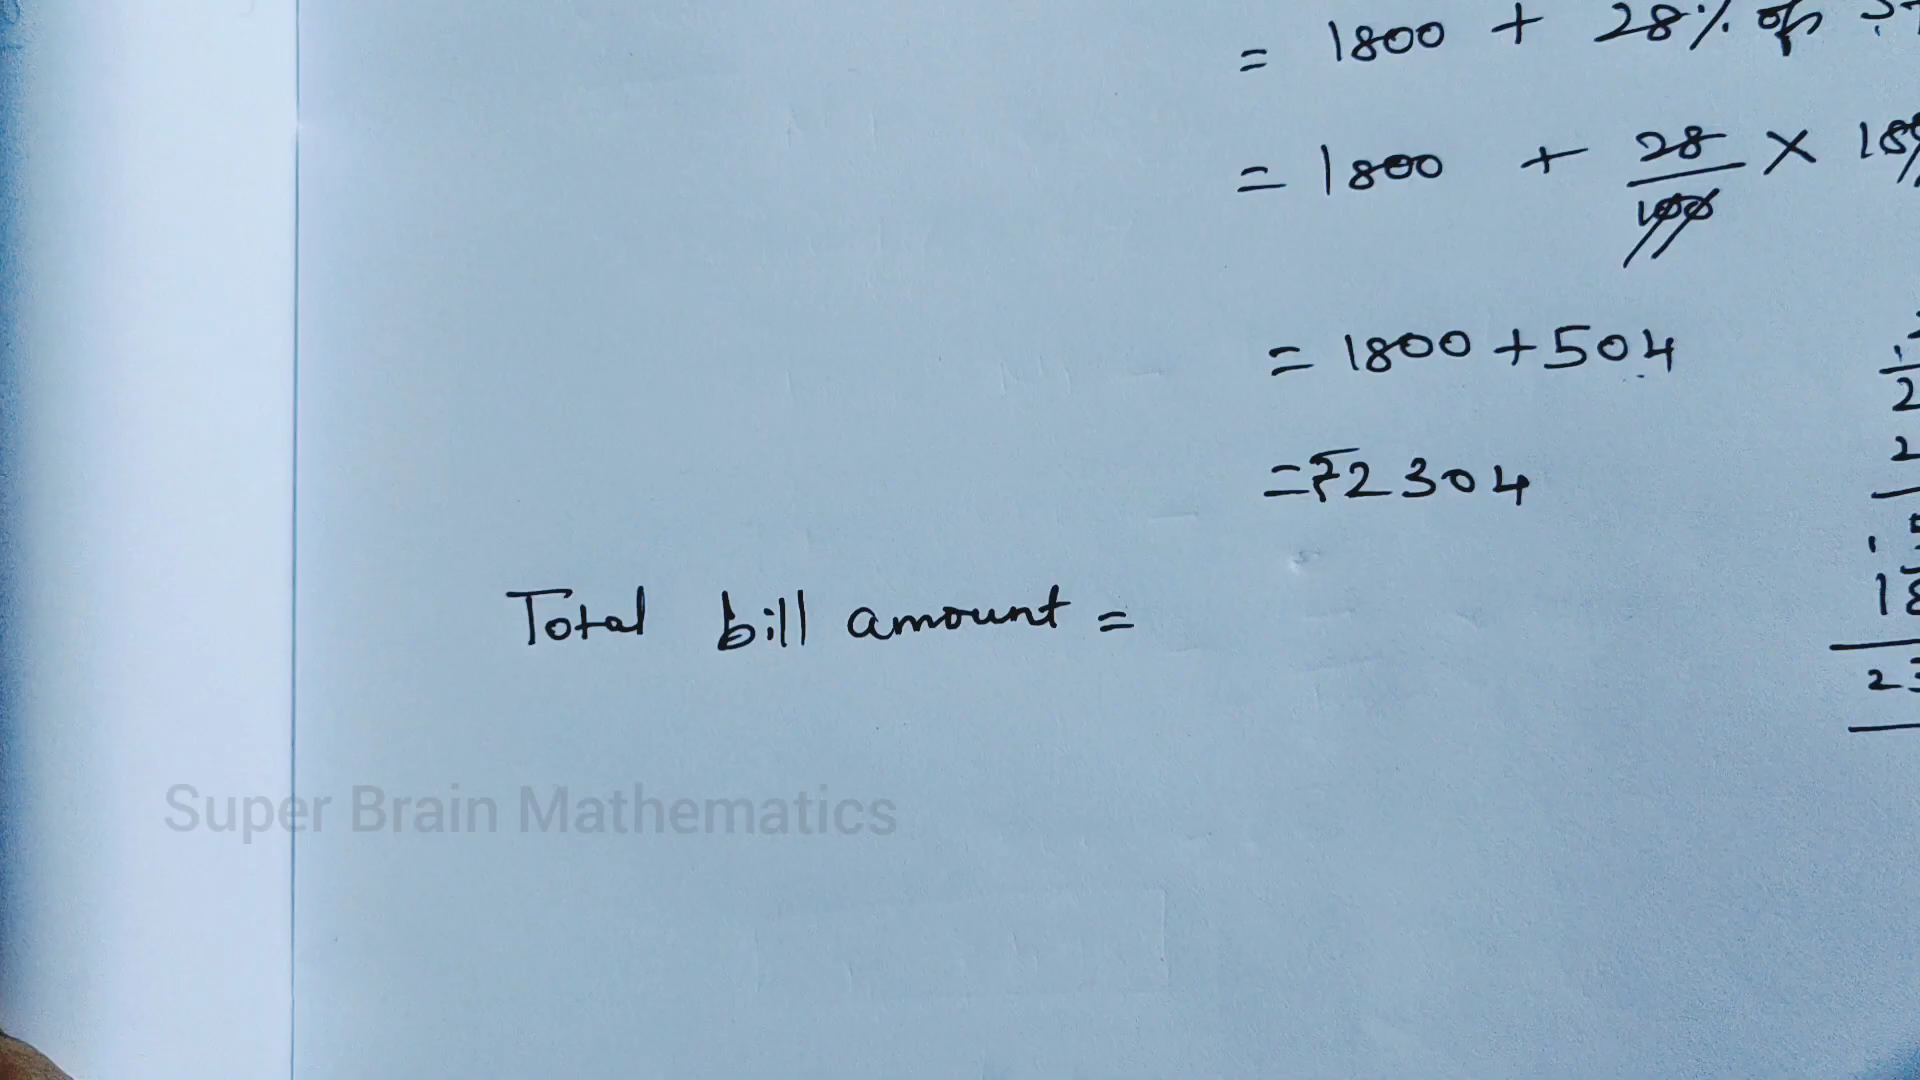 = 1800 + 28% of
= 1800 + 28/100 ×
= 1800 + 504
= ₹2304
Total bill amount =
Super Brain Mathematics